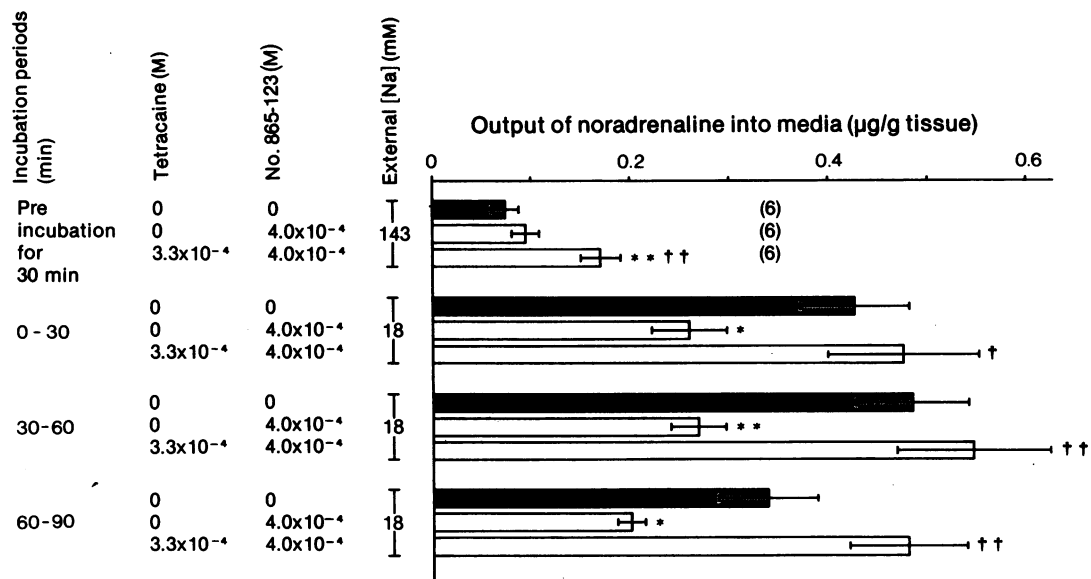 Incubation periods
(min)
Tetracaine (M)
No. 865-123 (M)
External [Na] (mM)
Output of noradrenaline into media (µg/g tissue)
0 0.2 0.4 0.6
Pre 0 0 (6)
incubation 0 4.0x10⁻⁴ 143 (6)
for 3.3x10⁻⁴ 4.0x10⁻⁴ * * † † (6)
30 min
0 0
0 - 30 0 4.0x10⁻⁴ 18 *
3.3x10⁻⁴ 4.0x10⁻⁴ †
0 0
30-60 0 4.0x10⁻⁴ 18 * *
3.3x10⁻⁴ 4.0x10⁻⁴ † †
0 0
60-90 0 4.0x10⁻⁴ 18 *
3.3x10⁻⁴ 4.0x10⁻⁴ † †